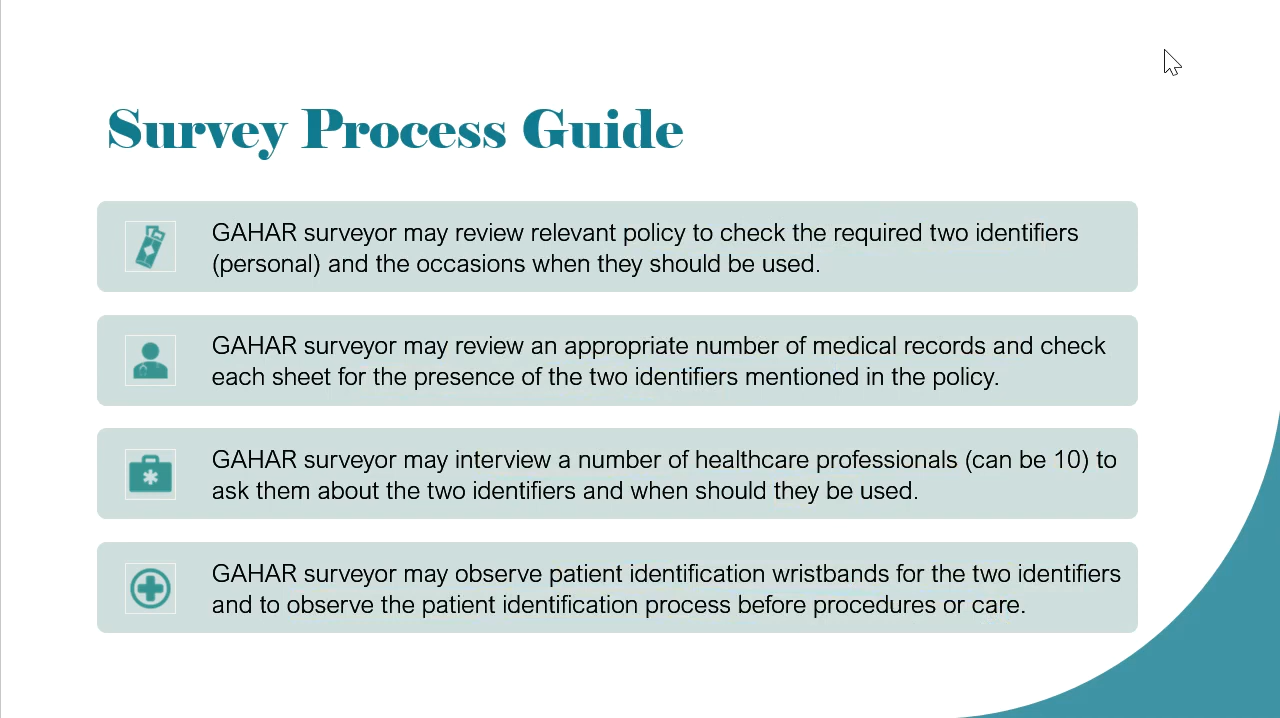 Survey Process Guide
GAHAR surveyor may review relevant policy to check the required two identifiers
(personal) and the occasions when they should be used.
GAHAR surveyor may review an appropriate number of medical records and check
each sheet for the presence of the two identifiers mentioned in the policy.
GAHAR surveyor may interview a number of healthcare professionals (can be 10) to
ask them about the two identifiers and when should they be used.
GAHAR surveyor may observe patient identification wristbands for the two identifiers
and to observe the patient identification process before procedures or care.